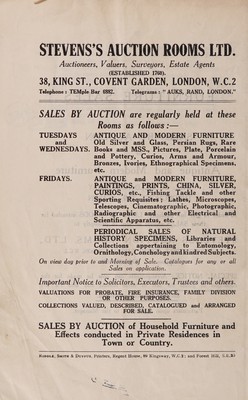 STEVENS'S AUCTION ROOMS LTD.
Auctioneers, Valuers, Surveyors, Estate Agents
(ESTABLISHED 1760).
38, KING ST., COVENT GARDEN, LONDON, W.C.2
Telephone : TEMple Bar 6882. Telegrams : "AUKS, RAND, LONDON."
SALES BY AUCTION are regularly held at these
Rooms as follows :—
TUESDAYS ANTIQUE AND MODERN FURNITURE
and Old Silver and Glass, Persian Rugs, Rare
WEDNESDAYS. Books and MSS., Pictures, Plate, Porcelain
and Pottery, Curios, Arms and Armour,
Bronzes, Ivories, Ethnographical Specimens,
etc.
FRIDAYS. ANTIQUE and MODERN FURNITURE,
PAINTINGS, PRINTS, CHINA, SILVER,
CURIOS, etc., Fishing Tackle and other
Sporting Requisites : Lathes, Microscopes,
Telescopes, Cinematographic, Photographic,
Radiographic and other Electrical and
Scientific Apparatus, etc.
PERIODICAL SALES OF NATURAL
HISTORY SPECIMENS, Libraries and
Collections appertaining to Entomology,
Ornithology, Conchology and kindred Subjects.
On view day prior to and Morning of Sale. Catalogues for any or all
Sales on application.
Important Notice to Solicitors, Executors, Trustees and others.
VALUATIONS FOR PROBATE, FIRE INSURANCE, FAMILY DIVISION
OR OTHER PURPOSES.
COLLECTIONS VALUED, DESCRIBED, CATALOGUED and ARRANGED
FOR SALE.
SALES BY AUCTION of Household Furniture and
Effects conducted in Private Residences in
Town or Country.
Printers, Regent House, Kingsway, W.C.2 ; and Forest Hill, S.E.23